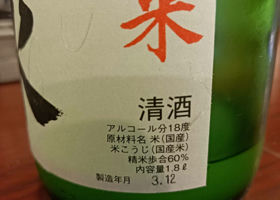 米
清酒
アルコール分18度
原材料名 米(国産)
米こうじ(国産米)
精米歩合60%
内容量1.8ℓ
製造年月 3.12